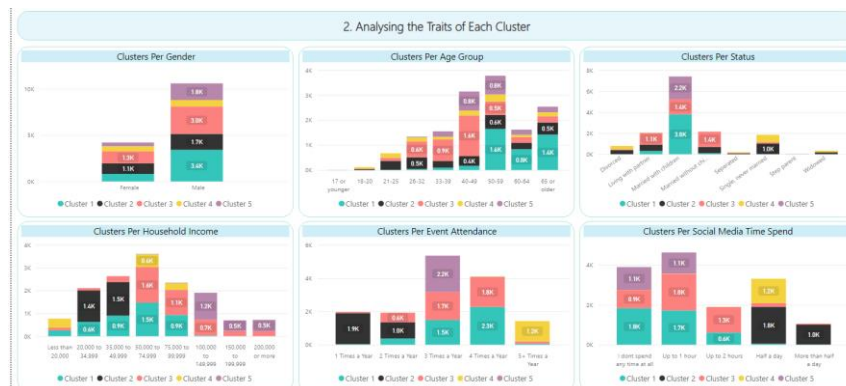 2. Analysing the Traits of Each Cluster
Clusters Per Gender
10K
5K
0K
1.8K
3.0K
1.7K
3.4K
1.3K
1.1K
Female
Male
Cluster 1 Cluster 2 Cluster 3 Cluster 4 Cluster 5
Clusters Per Age Group
4K
3K
2K
1K
0K
0.5K
0.6K
0.9K
0.8K
1.6K
0.4K
0.8K
0.5K
0.6K
1.6K
0.8K
0.5K
1.4K
17 or younger
18-20
21-25
26-32
33-39
40-49
50-59
60-64
65 or older
Cluster 1 Cluster 2 Cluster 3 Cluster 4 Cluster 5
Clusters Per Status
8K
6K
4K
2K
0K
1.1K
2.2K
1.4K
3.8K
1.4K
1.0K
Divorced
Living with partner
Married with children
Married without chi...
Seperated
Single, never married
Step parent
Widowed
Cluster 1 Cluster 2 Cluster 3 Cluster 4 Cluster 5
Clusters Per Household Income
4K
3K
2K
1K
0K
1.4K
0.6K
1.5K
0.9K
0.6K
1.6K
1.5K
1.1K
0.9K
1.2K
0.7K
0.5K
0.5K
Less than 20,000
20,000 to 34,999
35,000 to 49,999
50,000 to 74,999
75,000 to 99,999
100,000 to 149,999
150,000 to 199,999
200,000 or more
Cluster 1 Cluster 2 Cluster 3 Cluster 4 Cluster 5
Clusters Per Event Attendance
6K
4K
2K
0K
1.9K
0.6K
1.0K
2.2K
1.7K
1.5K
1.8K
2.3K
1.3K
1 Times a Year
2 Times a Year
3 Times a Year
4 Times a Year
5+ Times a Year
Cluster 1 Cluster 2 Cluster 3 Cluster 4 Cluster 5
Clusters Per Social Media Time Spend
4K
2K
0K
1.1K
0.9K
1.8K
1.1K
1.8K
1.7K
1.3K
0.6K
1.2K
1.8K
1.0K
I dont spend any time at all
Up to 1 hour
Up to 2 hours
Half a day
More than half a day
Cluster 1 Cluster 2 Cluster 3 Cluster 4 Cluster 5